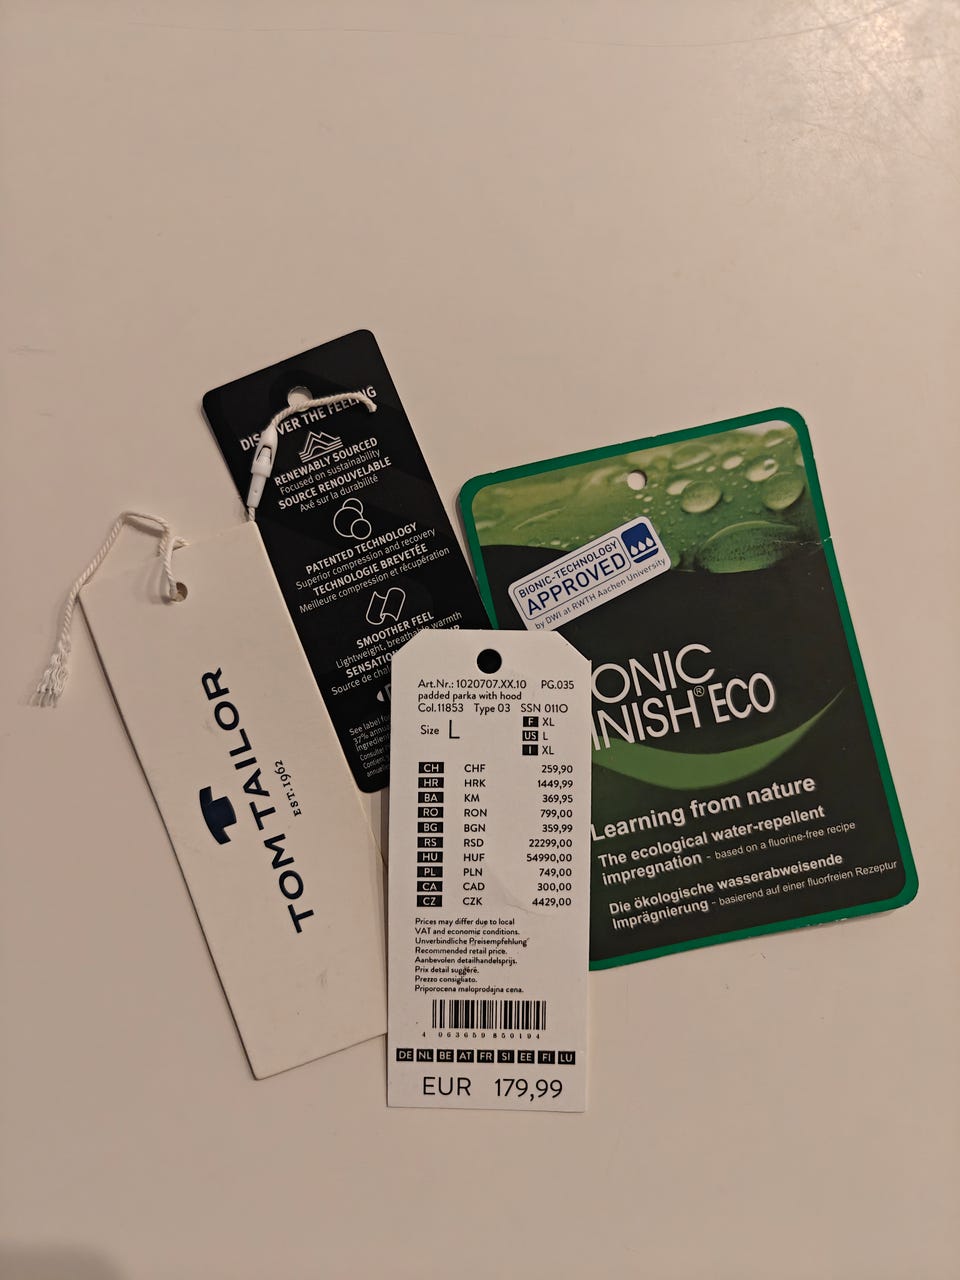 DISCOVER THE FEELING
RENEWABLY SOURCED
Focused on sustainability
SOURCE RENOUVELABLE
Axé sur la durabilité
PATENTED TECHNOLOGY
Superior compression and recovery
TECHNOLOGIE BREVETÉE
Meilleure compression et récupération
SMOOTHER FEEL
Lightweight, breathable warmth
SENSATION
Source de
See label for
37% annu
ingredien
Consulter
Contient
annuelle
TOM TAILOR
EST.1962
BIONIC-TECHNOLOGY
APPROVED
by DWI at RWTH Aachen University
ONIC
INISH® ECO
Learning from nature
The ecological water-repellent
impregnation - based on a fluorine-free recipe
Die ökologische wasserabweisende
Imprägnierung - basierend auf einer fluorfreien Rezeptur
Art.Nr.: 1020707.XX.10 PG.035
padded parka with hood
Col.11853 Type 03 SSN 0110
Size L
F XL
US L
I XL
CH CHF 259,90
HR HRK 1449,99
BA KM 369,95
RO RON 799,00
BG BGN 359,99
RS RSD 22299,00
HU HUF 54990,00
PL PLN 749,00
CA CAD 300,00
CZ CZK 4429,00
Prices may differ due to local
VAT and economic conditions.
Unverbindliche Preisempfehlung
Recommended retail price.
Aanbevolen detailhandelsprijs.
Prix detail suggéré.
Prezzo consigliato.
Priporocena maloprodajna cena.
4 063659 850194
DE NL BE AT FR SI EE FI LU
EUR 179,99